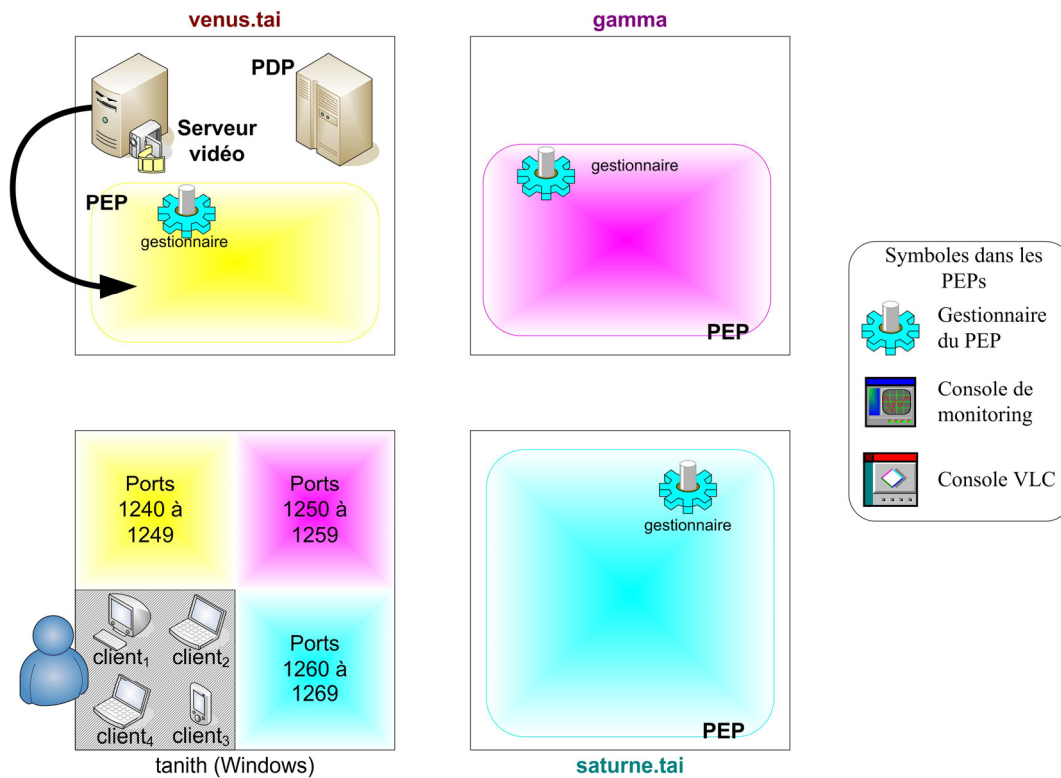 venus.tai
PDP
Serveur
vidéo
PEP
gestionnaire
gamma
gestionnaire
PEP
Symboles dans les
PEPs
Gestionnaire
du PEP
Console de
monitoring
Console VLC
Ports
1240 à
1249
Ports
1250 à
1259
client₁
client₂
client₄
client₃
Ports
1260 à
1269
tanith (Windows)
gestionnaire
PEP
saturne.tai